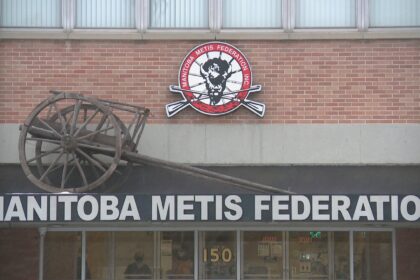 MANITOBA METIS FEDERATION INC.
MANITOBA METIS FEDERATIO
150